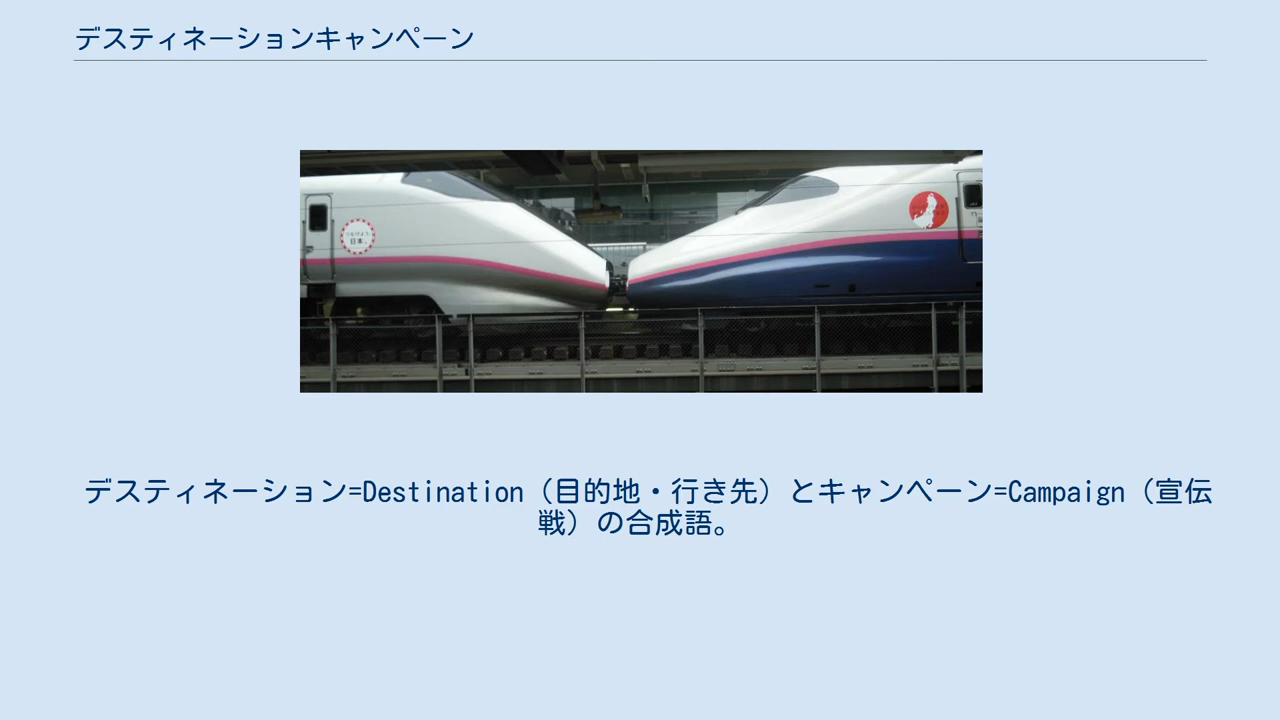 デスティネーションキャンペーン
日本。
デスティネーション=Destination（目的地・行き先）とキャンペーン=Campaign（宣伝
戦）の合成語。